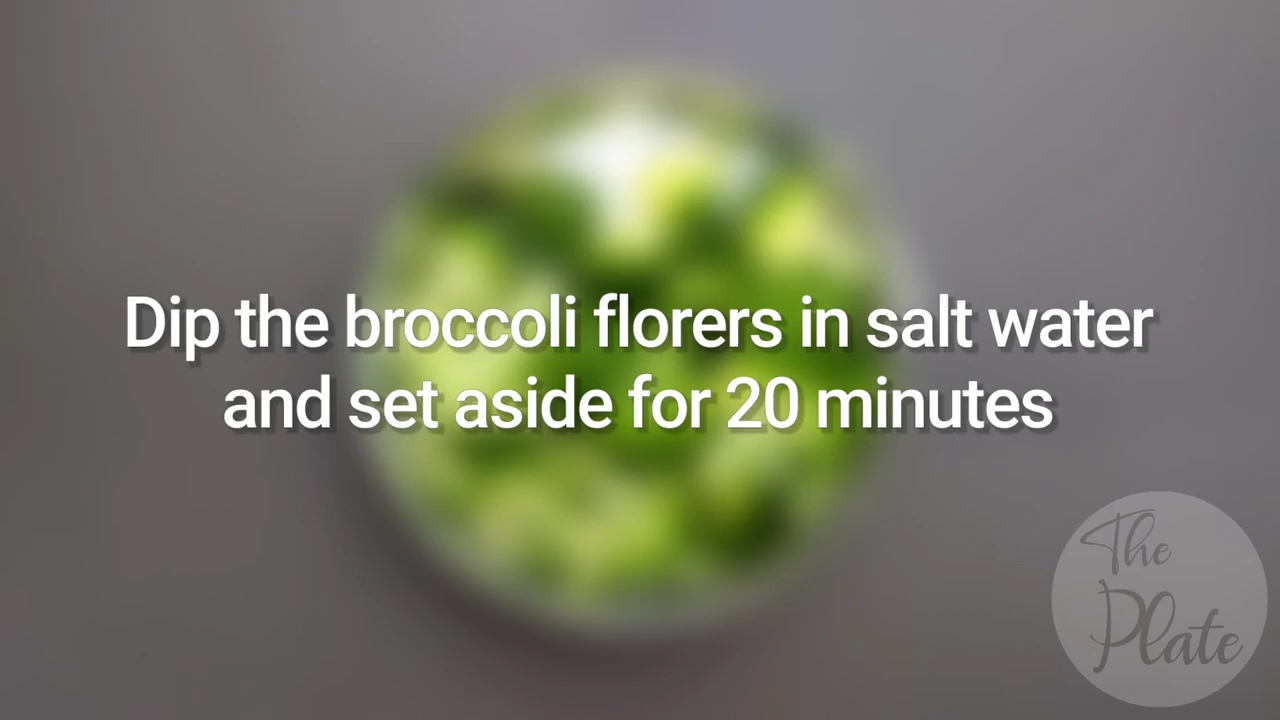 Dip the broccoli florers in salt water
and set aside for 20 minutes
The
Plate